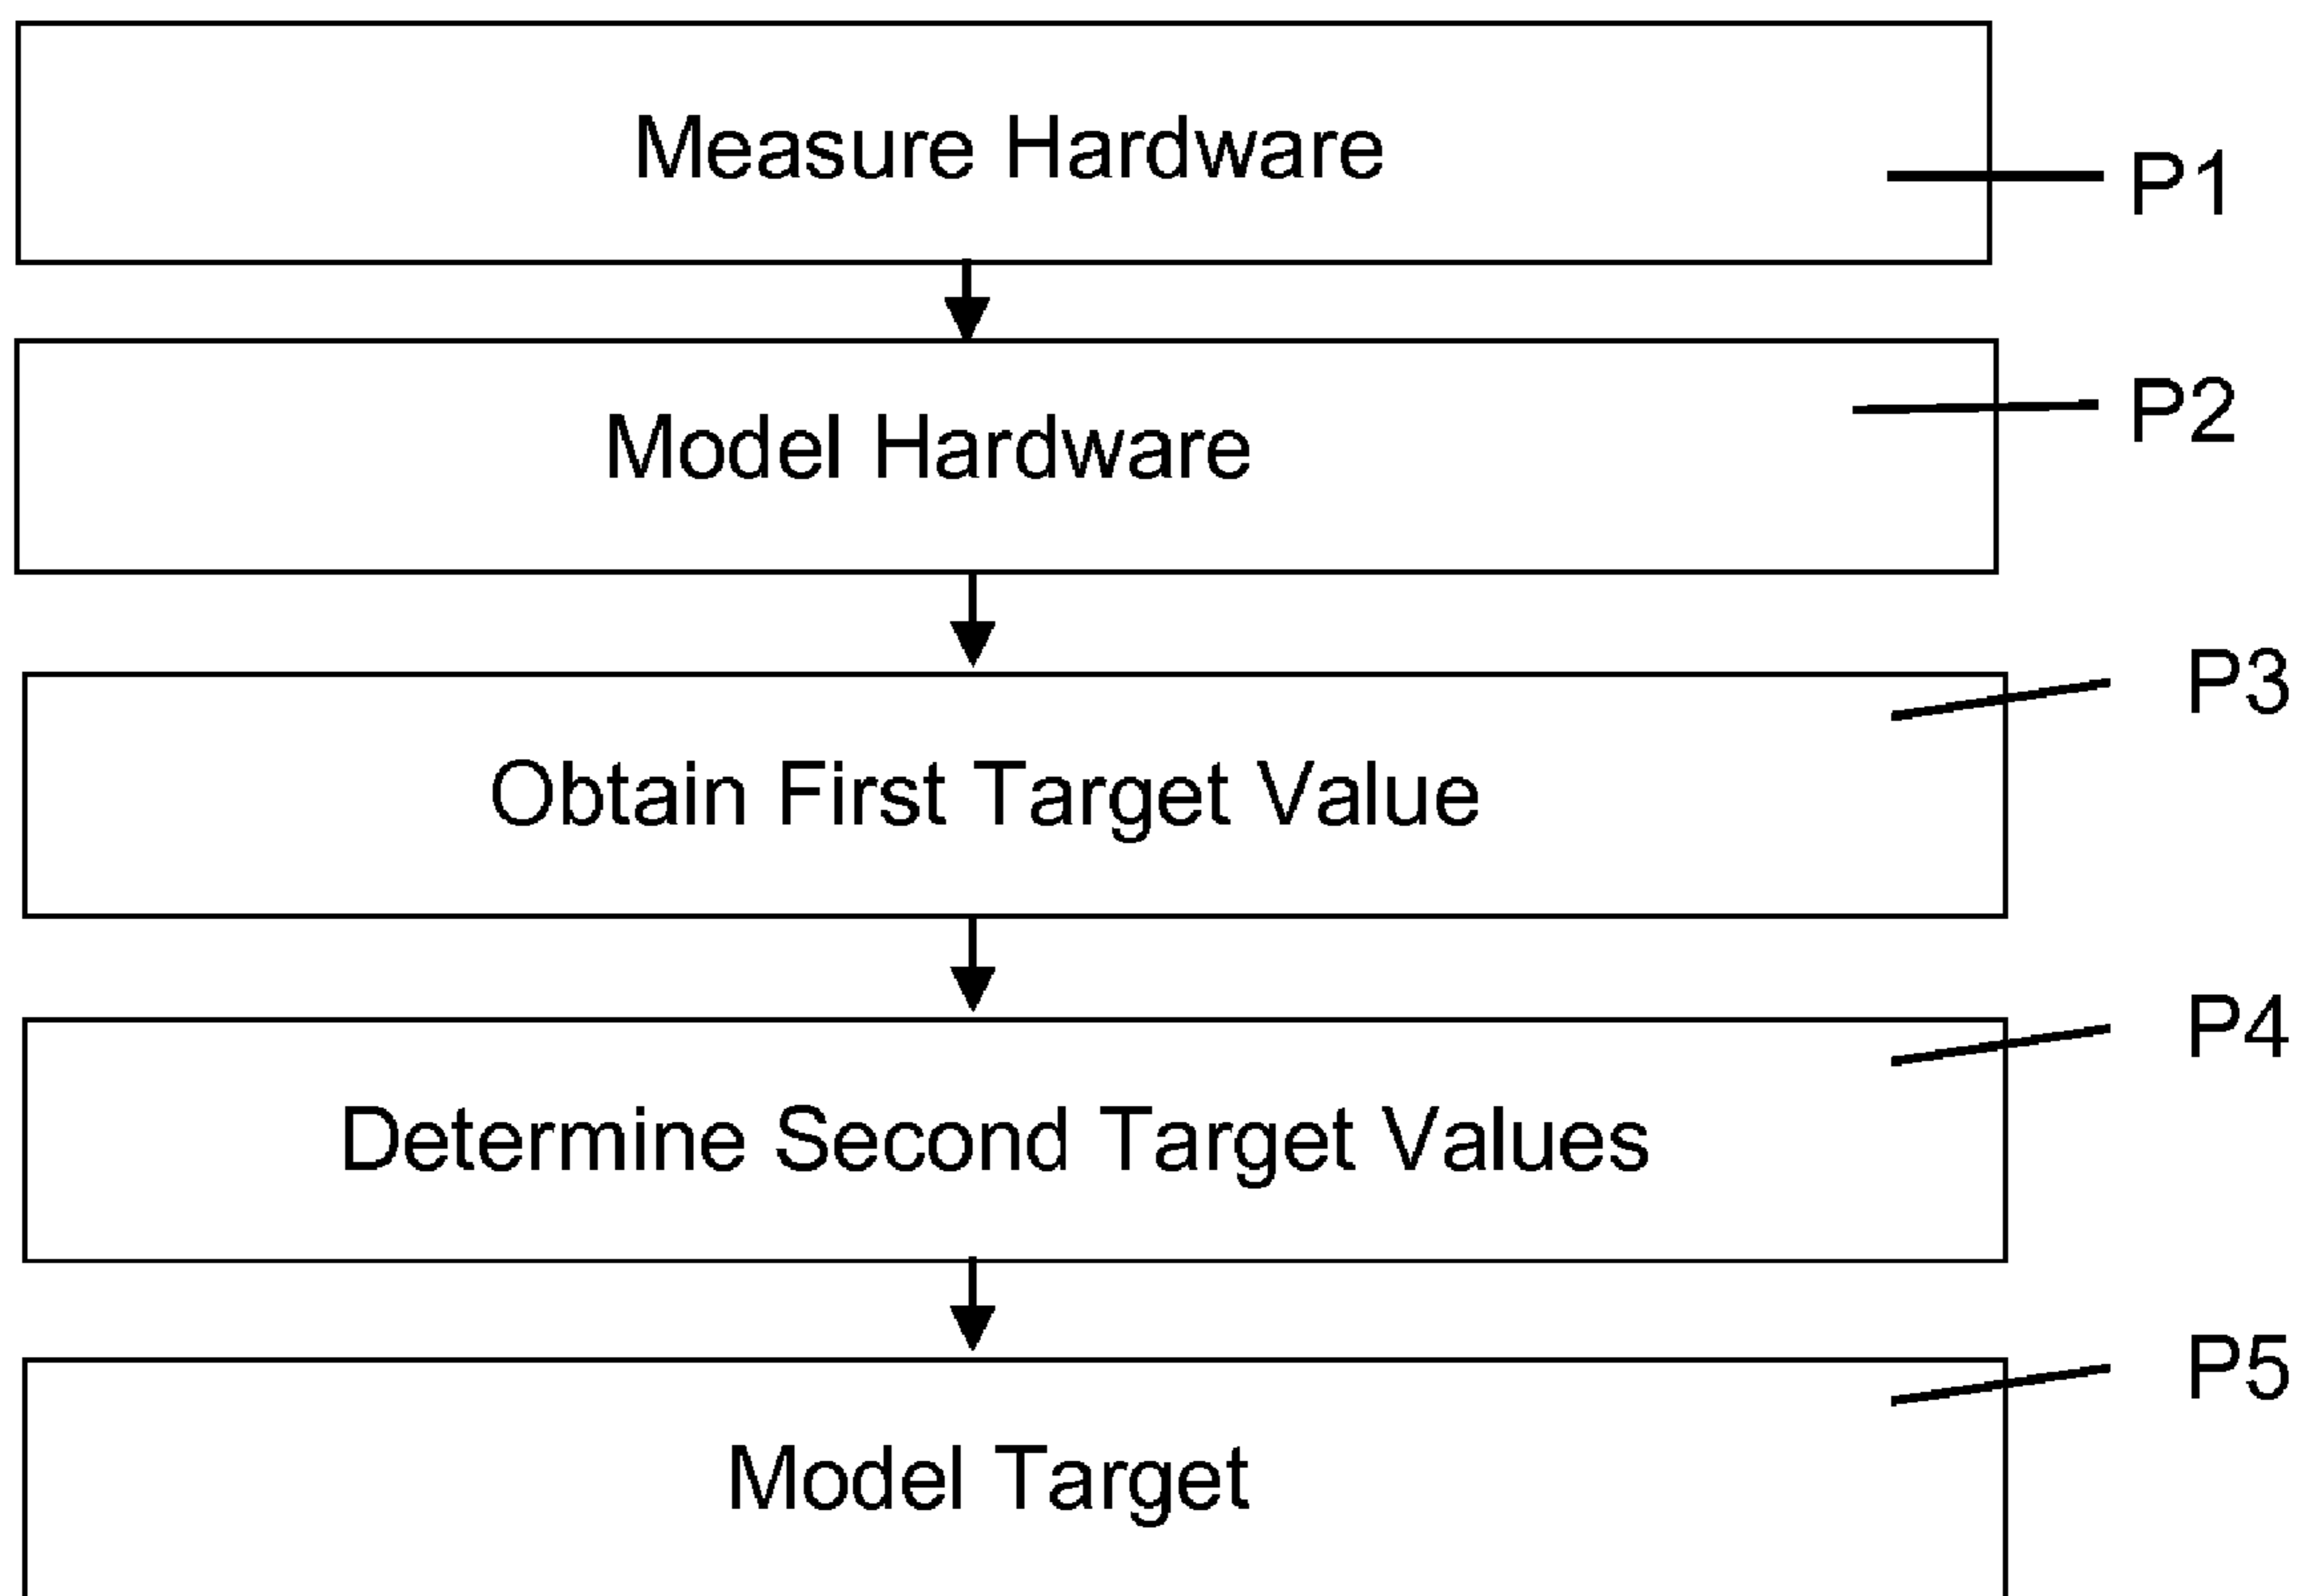 Measure Hardware
P1
Model Hardware
P2
P3
Obtain First Target Value
P4
Determine Second Target Values
P5
Model Target